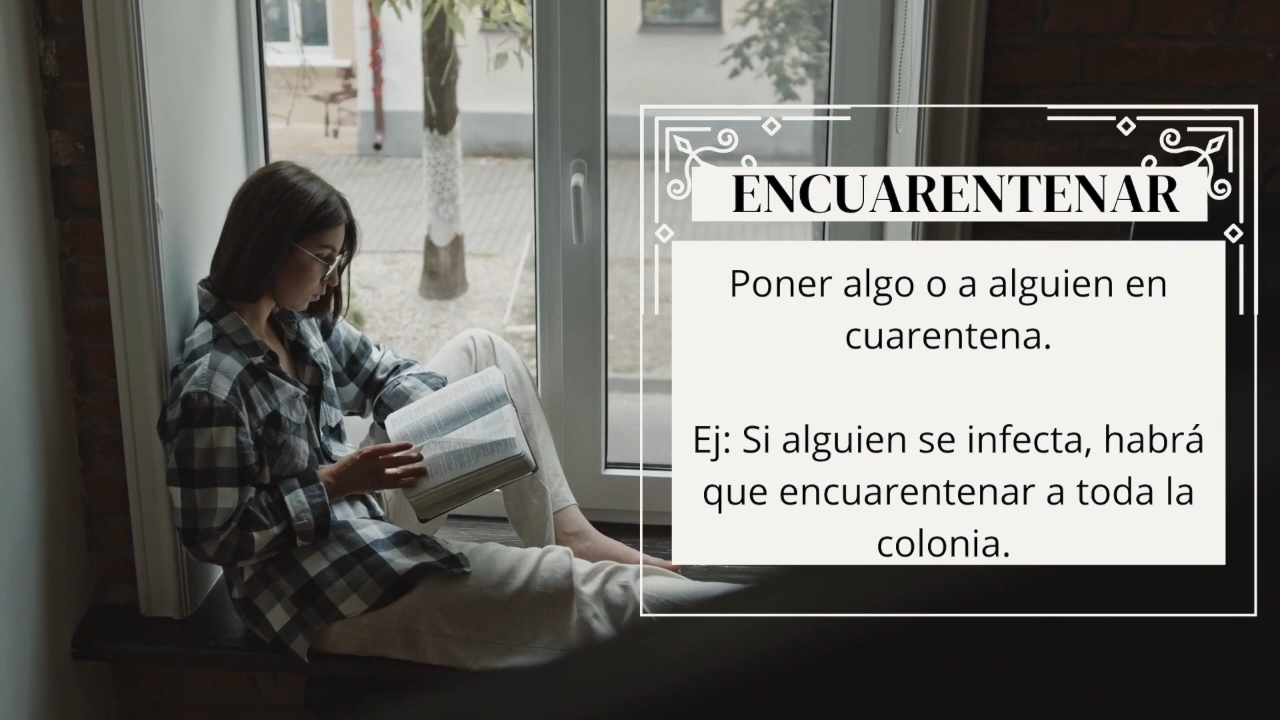 ENCUARENTENAR
Poner algo o a alguien en
cuarentena.
Ej: Si alguien se infecta, habrá
que encuarentenar a toda la
colonia.